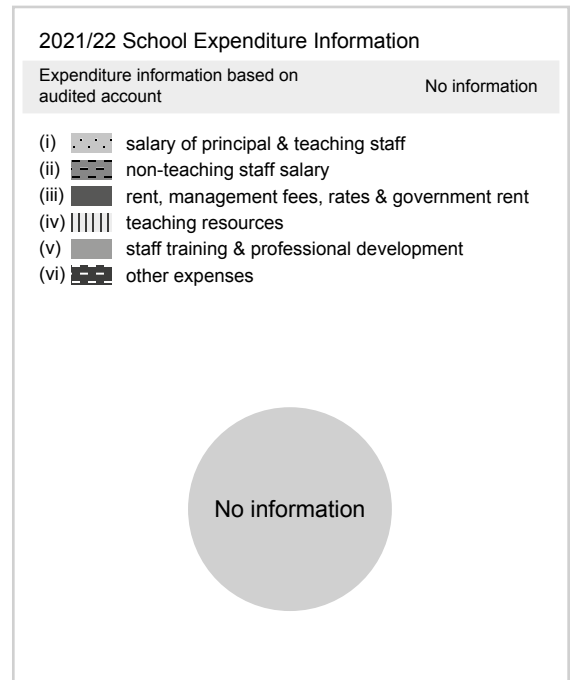 2021/22 School Expenditure Information
Expenditure information based on
audited account
No information
(i) salary of principal & teaching staff
(ii) non-teaching staff salary
(iii) rent, management fees, rates & government rent
(iv) teaching resources
(v) staff training & professional development
(vi) other expenses
No information